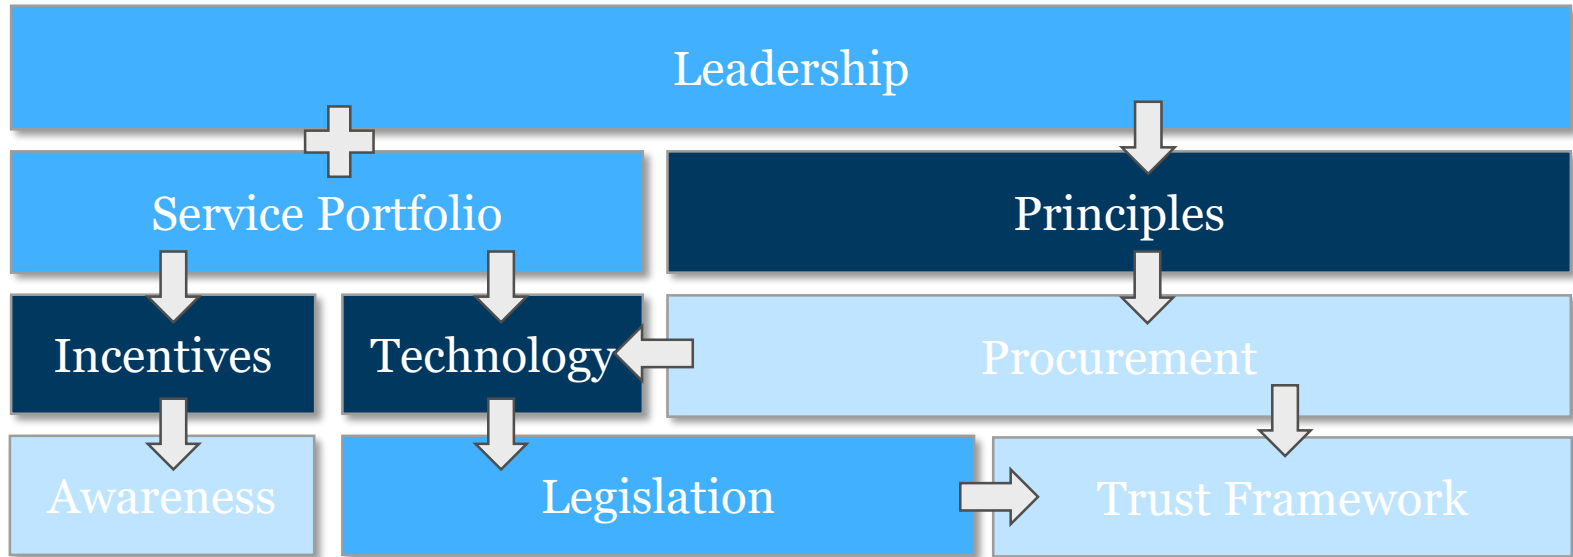 Leadership
Service Portfolio
Principles
Incentives
Technology
Procurement
Awareness
Legislation
Trust Framework